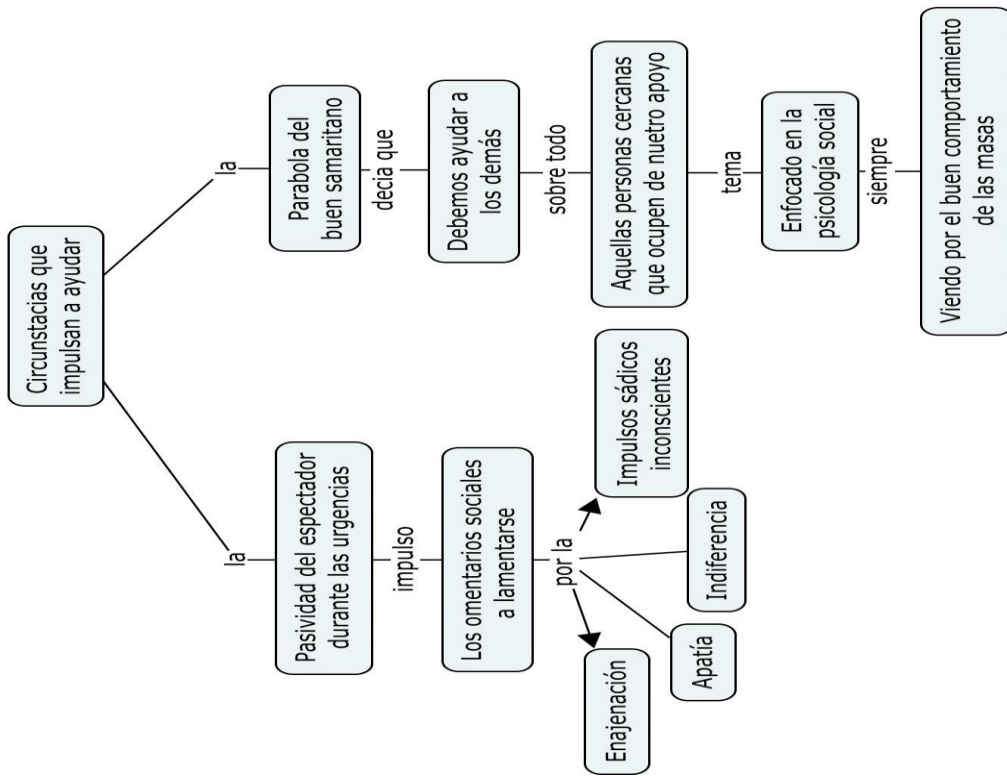 Circunstacias que
impulsan a ayudar
la
Pasividad del espectador
durante las urgencias
impulso
Los omentarios sociales
a lamentarse
por la
Enajenación
Apatía
Indiferencia
Impulsos sádicos
inconscientes
la
Parabola del
buen samaritano
decia que
Debemos ayudar a
los demás
sobre todo
Aquellas personas cercanas
que ocupen de nuetro apoyo
tema
Enfocado en la
psicología social
siempre
Viendo por el buen comportamiento
de las masas